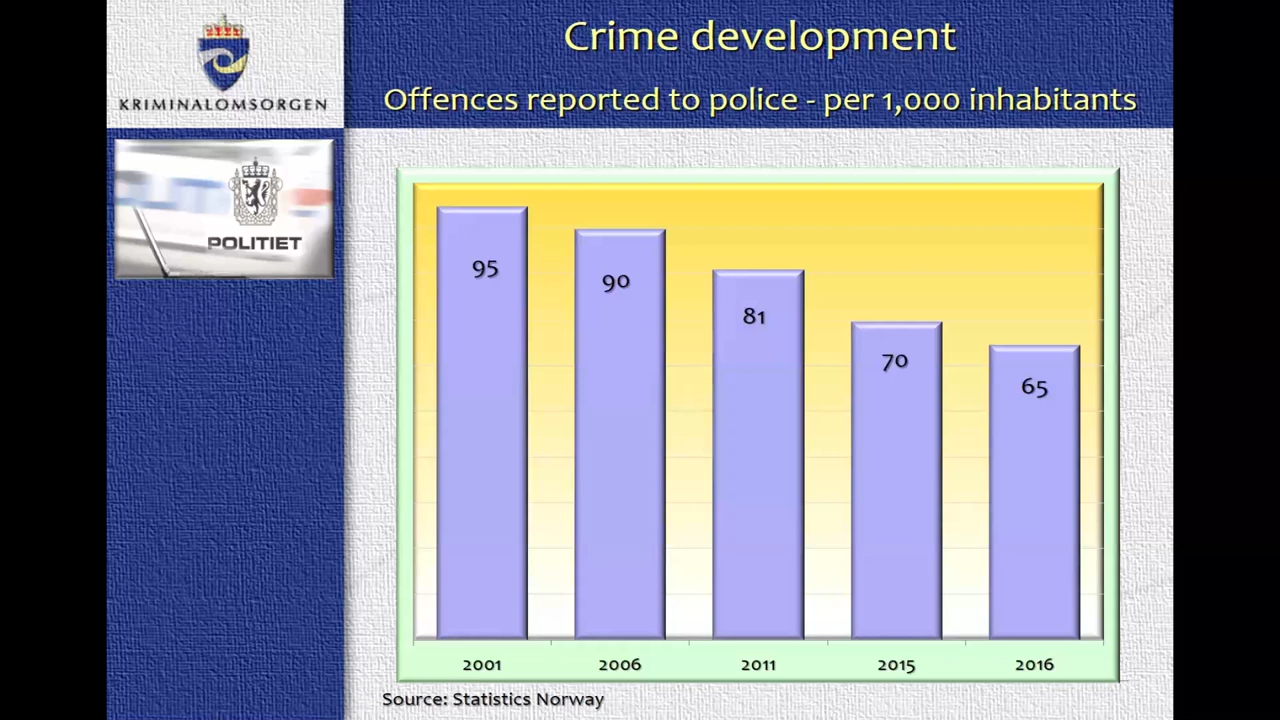 Crime development
Offences reported to police - per 1,000 inhabitants
KRIMINALOMSORGEN
POLITIET
95
90
81
70
65
2001 2006 2011 2015 2016
Source: Statistics Norway